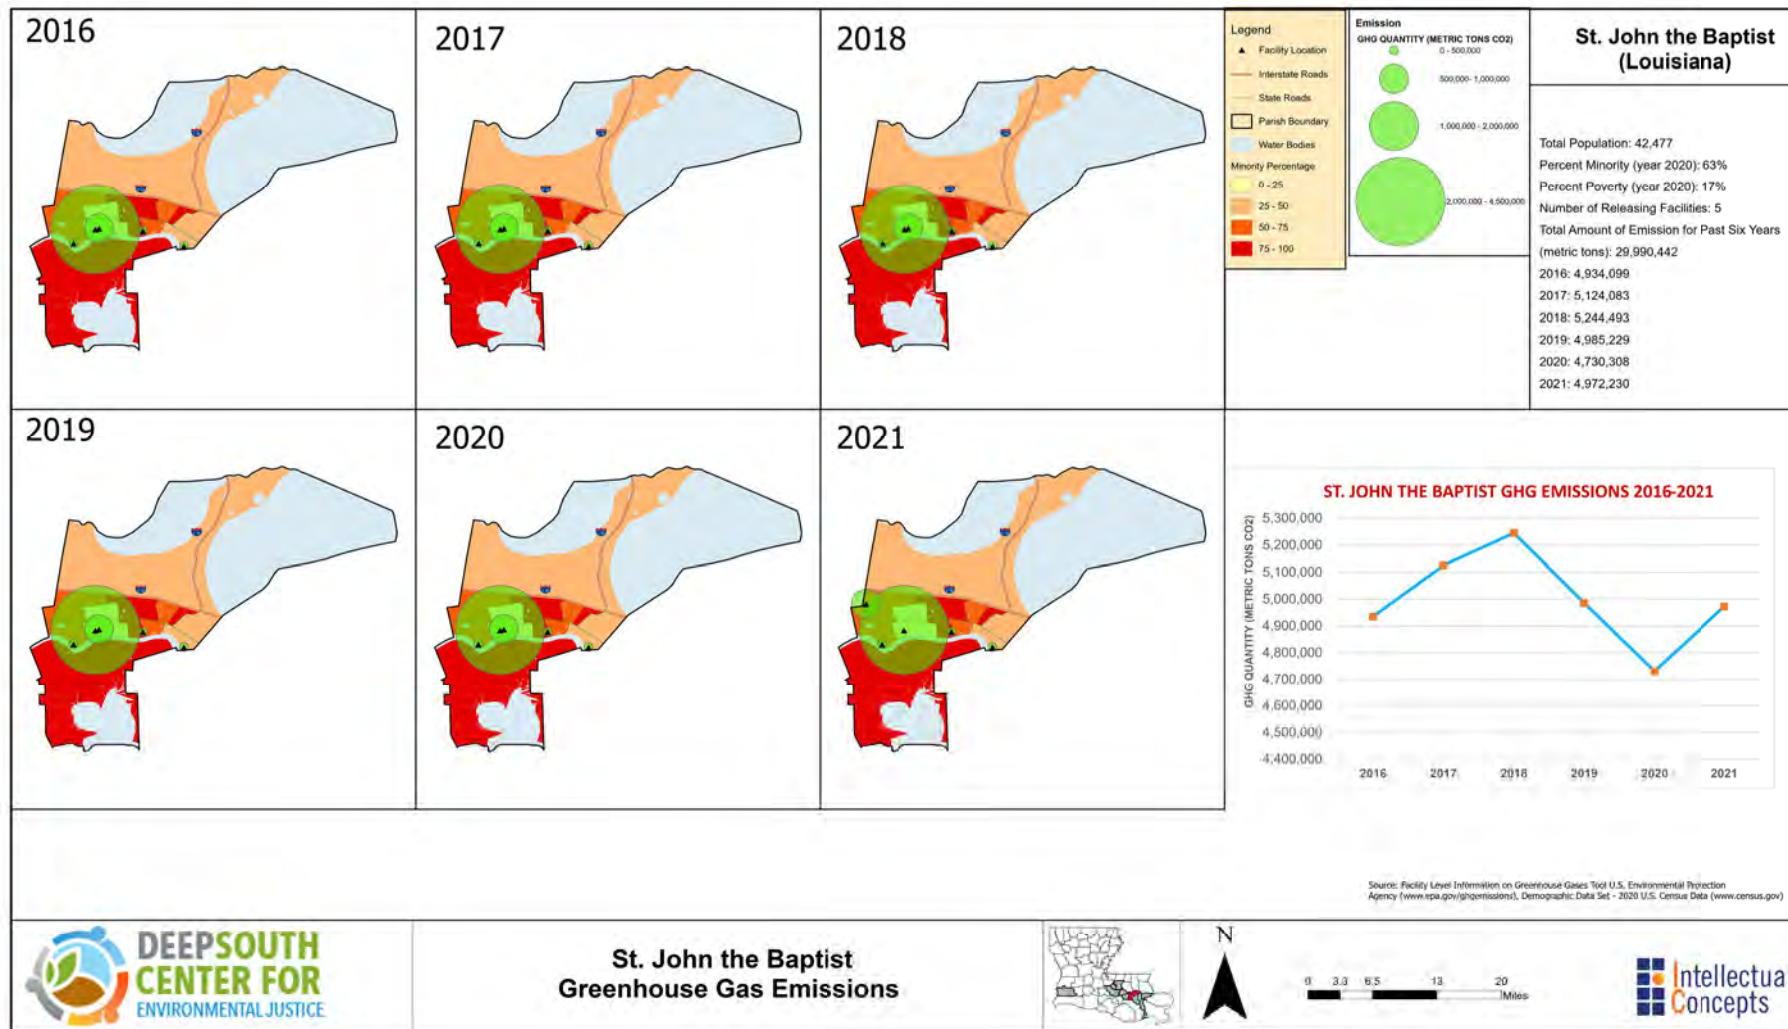 2016
2017
2018
Legend
Facility Location
Interstate Roads
State Roads
Parish Boundary
Water Bodies
Minority Percentage
0 - 25
25 - 50
50 - 75
75 - 100
Emission
GHG QUANTITY (METRIC TONS CO2)
0 - 500,000
500,000 - 1,000,000
1,000,000 - 2,000,000
2,000,000 - 4,500,000
St. John the Baptist
(Louisiana)
Total Population: 42,477
Percent Minority (year 2020): 63%
Percent Poverty (year 2020): 17%
Number of Releasing Facilities: 5
Total Amount of Emission for Past Six Years
(metric tons): 29,990,442
2016: 4,934,099
2017: 5,124,083
2018: 5,244,493
2019: 4,985,229
2020: 4,730,308
2021: 4,972,230
2019
2020
2021
ST. JOHN THE BAPTIST GHG EMISSIONS 2016-2021
GHG QUANTITY (METRIC TONS CO2)
5,300,000
5,200,000
5,100,000
5,000,000
4,900,000
4,800,000
4,700,000
4,600,000
4,500,000
4,400,000
2016 2017 2018 2019 2020 2021
Source: Facility Level Information on Greenhouse Gases Tool U.S. Environmental Protection
Agency (www.epa.gov/ghgemissions), Demographic Data Set - 2020 U.S. Census Data (www.census.gov)
DEEPSOUTH
CENTER FOR
ENVIRONMENTAL JUSTICE
St. John the Baptist
Greenhouse Gas Emissions
N
0 3.3 6.5 13 20
Miles
Intellectua
Concepts